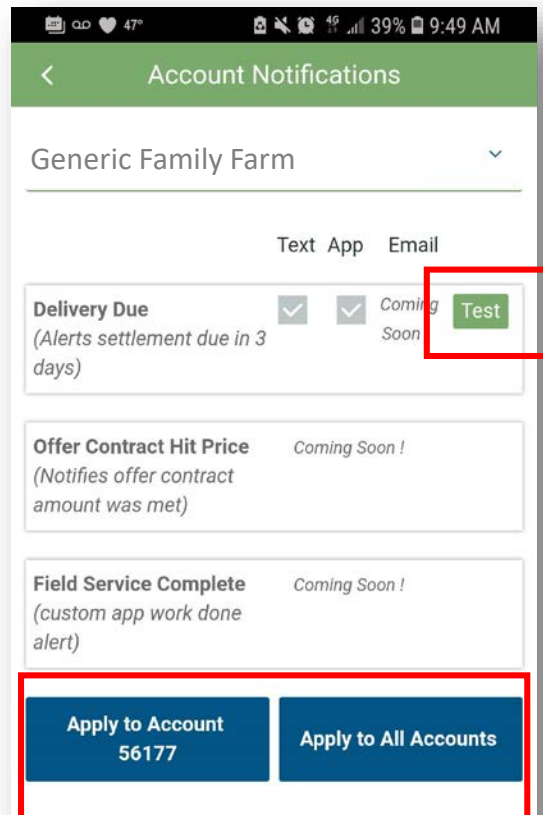 47° 4G 39% 9:49 AM
Account Notifications
Generic Family Farm
Text App Email
Delivery Due
(Alerts settlement due in 3
days)
Coming
Soon
Test
Offer Contract Hit Price
(Notifies offer contract
amount was met)
Coming Soon !
Field Service Complete
(custom app work done
alert)
Coming Soon !
Apply to Account
56177
Apply to All Accounts